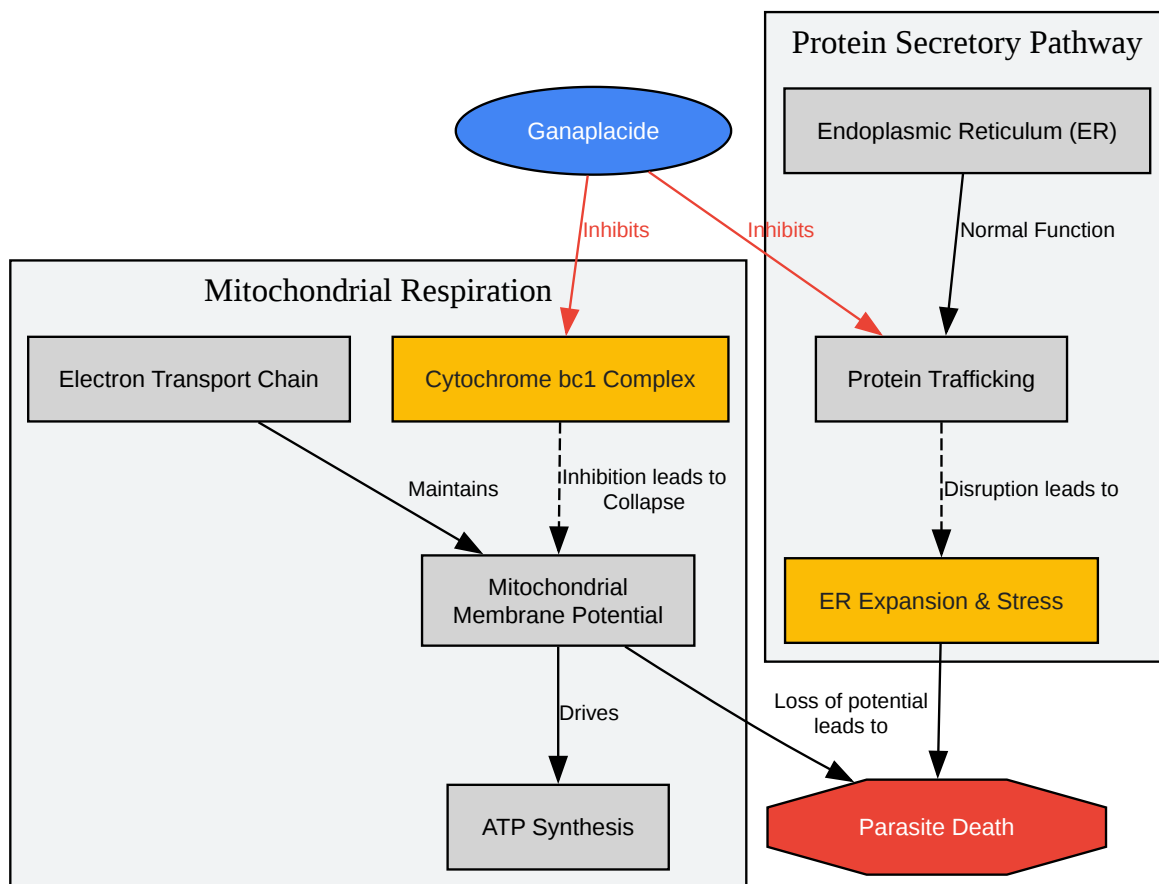 Protein Secretory Pathway
Ganaplacide
Endoplasmic Reticulum (ER)
Inhibits
Inhibits
Normal Function
Mitochondrial Respiration
Electron Transport Chain
Cytochrome bc1 Complex
Protein Trafficking
Maintains
Inhibition leads to
Collapse
Disruption leads to
Mitochondrial
Membrane Potential
ER Expansion & Stress
Drives
Loss of potential
leads to
ATP Synthesis
Parasite Death